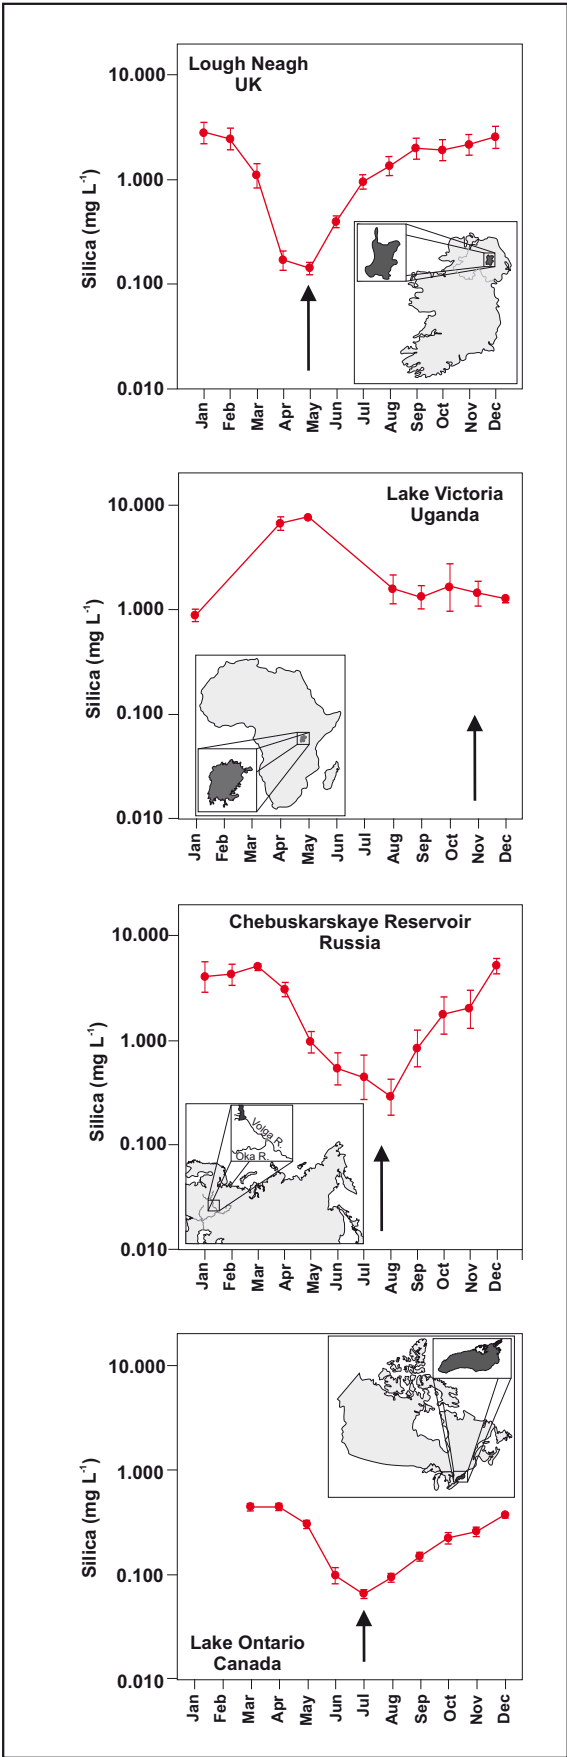 Lough Neagh
UK
Silica (mg L⁻¹)
10.000
1.000
0.100
0.010
Jan
Feb
Mar
Apr
May
Jun
Jul
Aug
Sep
Oct
Nov
Dec
Lake Victoria
Uganda
Silica (mg L⁻¹)
10.000
1.000
0.100
0.010
Jan
Feb
Mar
Apr
May
Jun
Jul
Aug
Sep
Oct
Nov
Dec
Chebuskarskaye Reservoir
Russia
Silica (mg L⁻¹)
10.000
1.000
0.100
0.010
Volga R.
Oka R.
Jan
Feb
Mar
Apr
May
Jun
Jul
Aug
Sep
Oct
Nov
Dec
Silica (mg L⁻¹)
10.000
1.000
0.100
0.010
Lake Ontario
Canada
Jan
Feb
Mar
Apr
May
Jun
Jul
Aug
Sep
Oct
Nov
Dec